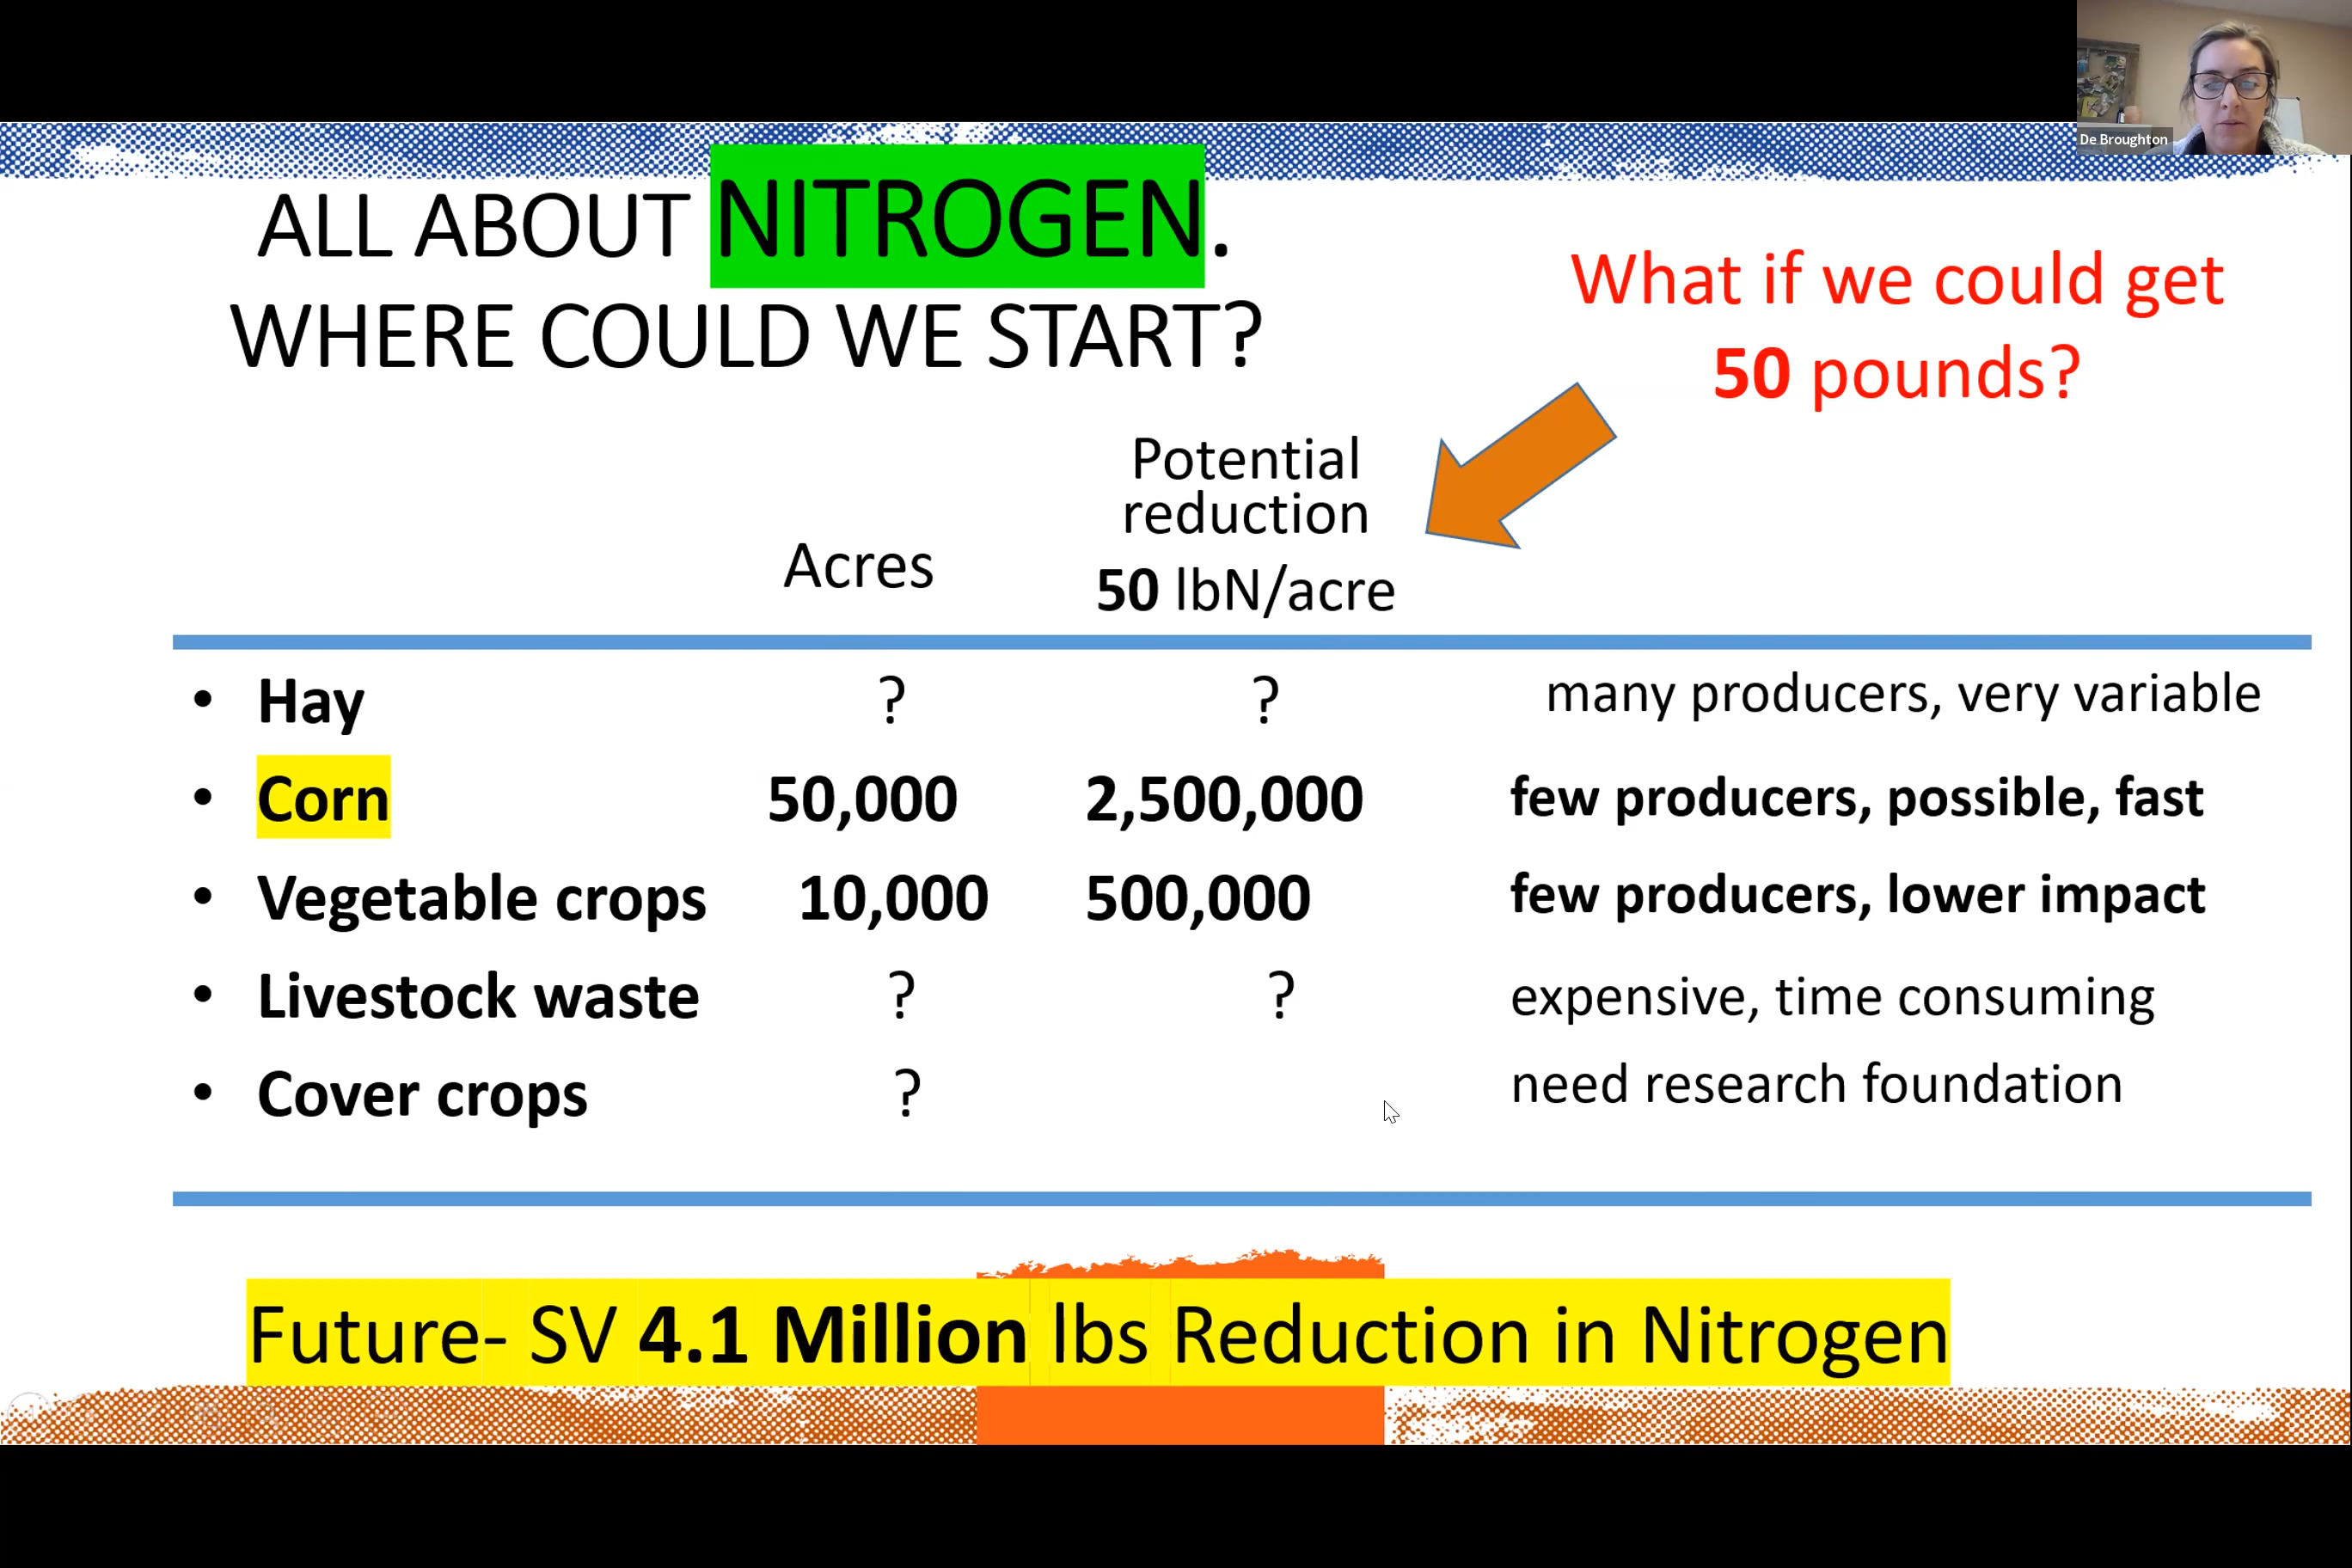 De Broughton
ALL ABOUT NITROGEN.
WHERE COULD WE START?
What if we could get
50 pounds?
Potential
reduction
Acres
50 lbN/acre
• Hay ? ? many producers, very variable
• Corn 50,000 2,500,000 few producers, possible, fast
• Vegetable crops 10,000 500,000 few producers, lower impact
• Livestock waste ? ? expensive, time consuming
• Cover crops ? need research foundation
Future- SV 4.1 Million lbs Reduction in Nitrogen